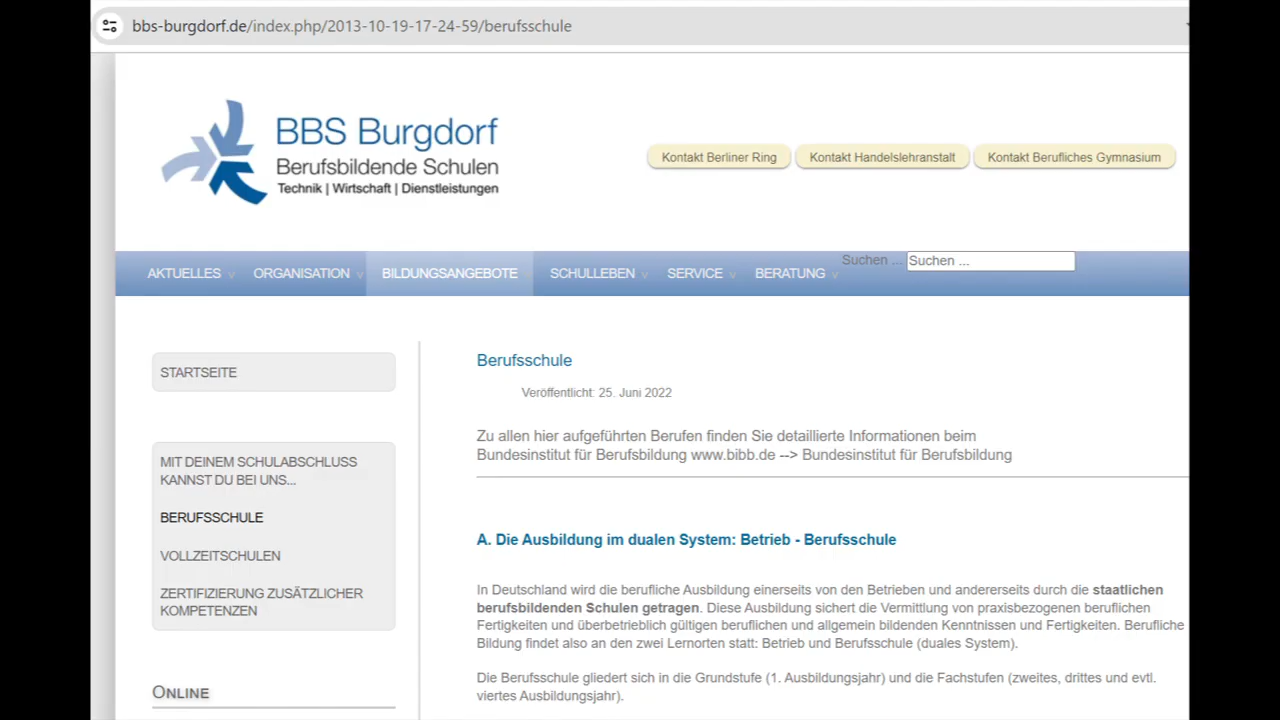 bbs-burgdorf.de/index.php/2013-10-19-17-24-59/berufsschule
BBS Burgdorf
Berufsbildende Schulen
Technik | Wirtschaft | Dienstleistungen
Kontakt Berliner Ring
Kontakt Handelslehranstalt
Kontakt Berufliches Gymnasium
AKTUELLES
ORGANISATION
BILDUNGSANGEBOTE
SCHULLEBEN
SERVICE
BERATUNG
Suchen ...
Suchen ...
STARTSEITE
MIT DEINEM SCHULABSCHLUSS
KANNST DU BEI UNS...
BERUFSSCHULE
VOLLZEITSCHULEN
ZERTIFIZIERUNG ZUSÄTZLICHER
KOMPETENZEN
ONLINE
Berufsschule
Veröffentlicht: 25. Juni 2022
Zu allen hier aufgeführten Berufen finden Sie detaillierte Informationen beim
Bundesinstitut für Berufsbildung www.bibb.de --> Bundesinstitut für Berufsbildung
A. Die Ausbildung im dualen System: Betrieb - Berufsschule
In Deutschland wird die berufliche Ausbildung einerseits von den Betrieben und andererseits durch die staatlichen
berufsbildenden Schulen getragen. Diese Ausbildung sichert die Vermittlung von praxisbezogenen beruflichen
Fertigkeiten und überbetrieblich gültigen beruflichen und allgemein bildenden Kenntnissen und Fertigkeiten. Berufliche
Bildung findet also an den zwei Lernorten statt: Betrieb und Berufsschule (duales System).
Die Berufsschule gliedert sich in die Grundstufe (1. Ausbildungsjahr) und die Fachstufen (zweites, drittes und evtl.
viertes Ausbildungsjahr).